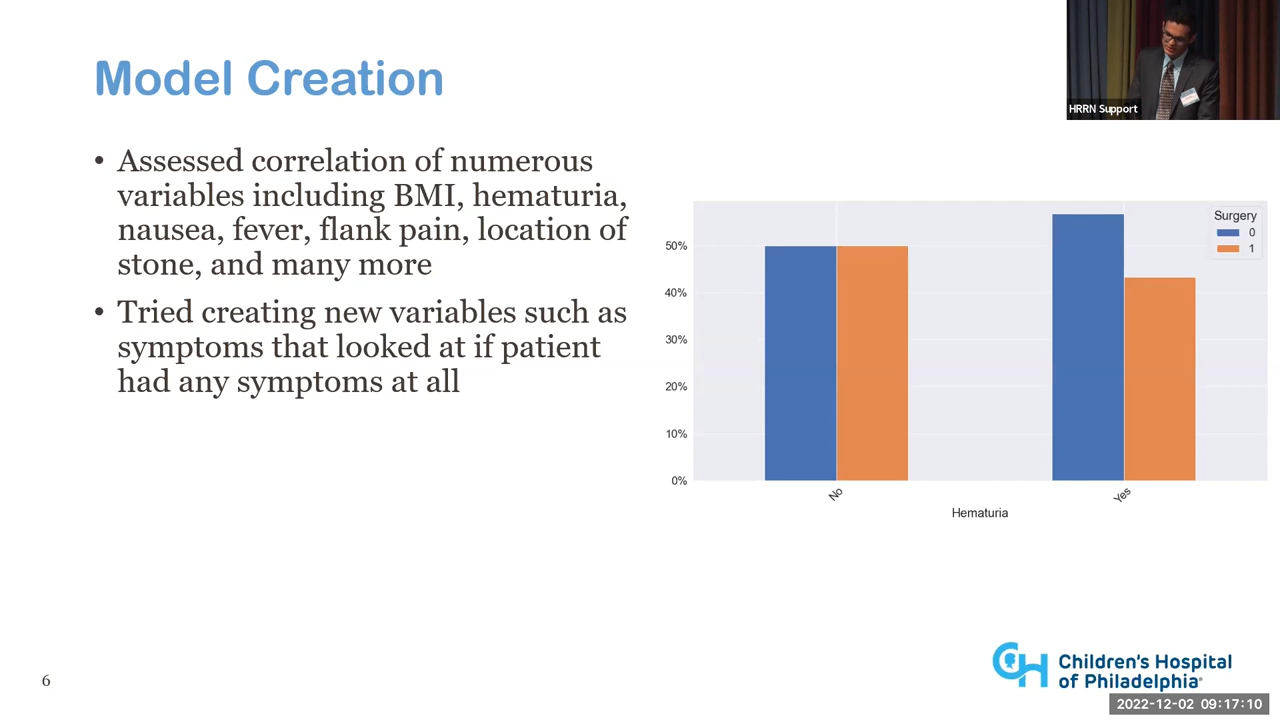 Model Creation
HRRN Support
• Assessed correlation of numerous
variables including BMI, hematuria,
nausea, fever, flank pain, location of
stone, and many more
• Tried creating new variables such as
symptoms that looked at if patient
had any symptoms at all
Surgery
0
1
50%
40%
30%
20%
10%
0%
No
Yes
Hematuria
6
CH
Children's Hospital
of Philadelphia
2022-12-02 09:17:10